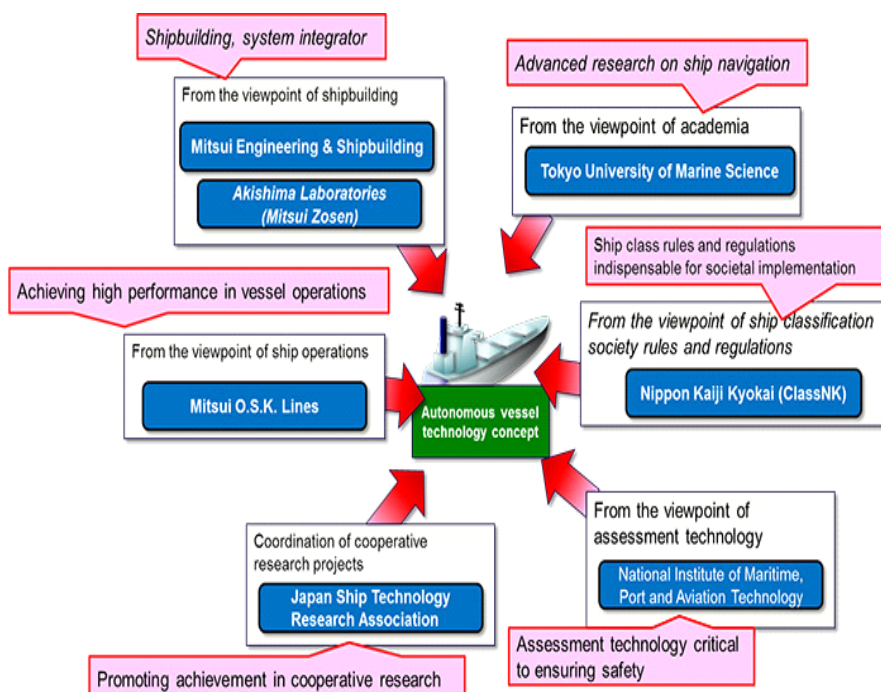 Shipbuilding, system integrator
From the viewpoint of shipbuilding
Mitsui Engineering & Shipbuilding
Akishima Laboratories
(Mitsui Zosen)
Advanced research on ship navigation
From the viewpoint of academia
Tokyo University of Marine Science
Ship class rules and regulations
indispensable for societal implementation
From the viewpoint of ship classification
society rules and regulations
Nippon Kaiji Kyokai (ClassNK)
Achieving high performance in vessel operations
From the viewpoint of ship operations
Mitsui O.S.K. Lines
Autonomous vessel
technology concept
Coordination of cooperative
research projects
Japan Ship Technology
Research Association
Promoting achievement in cooperative research
From the viewpoint of
assessment technology
National Institute of Maritime,
Port and Aviation Technology
Assessment technology critical
to ensuring safety